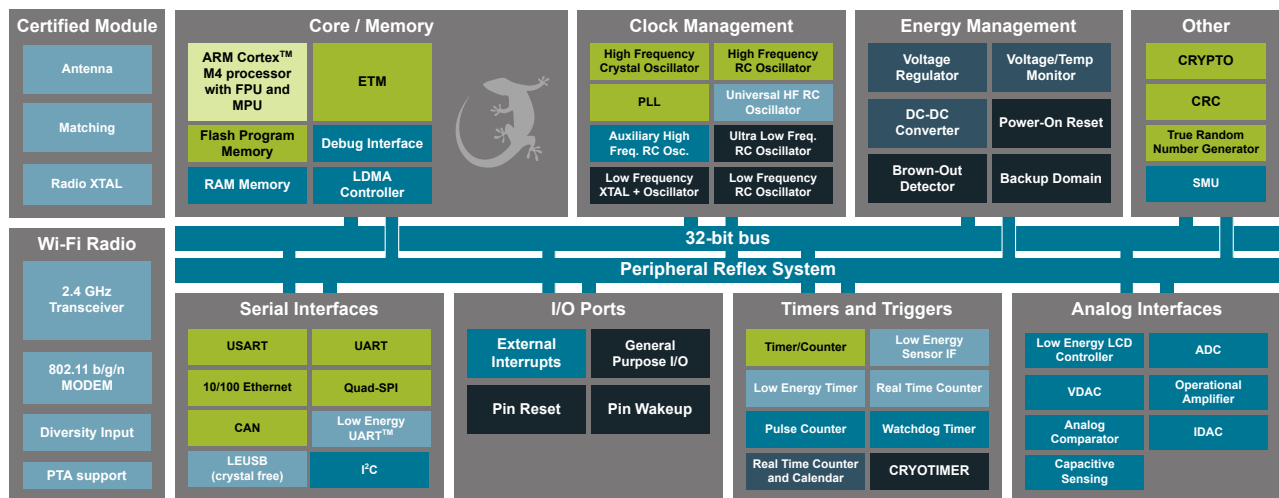 Certified Module
Antenna
Matching
Radio XTAL
Core / Memory
ARM Cortex™
M4 processor
with FPU and
MPU
ETM
Flash Program
Memory
Debug Interface
RAM Memory
LDMA
Controller
Clock Management
High Frequency
Crystal Oscillator
High Frequency
RC Oscillator
PLL
Universal HF RC
Oscillator
Auxiliary High
Freq. RC Osc.
Ultra Low Freq.
RC Oscillator
Low Frequency
XTAL + Oscillator
Low Frequency
RC Oscillator
Energy Management
Voltage
Regulator
Voltage/Temp
Monitor
DC-DC
Converter
Power-On Reset
Brown-Out
Detector
Backup Domain
Other
CRYPTO
CRC
True Random
Number Generator
SMU
32-bit bus
Peripheral Reflex System
Wi-Fi Radio
2.4 GHz
Transceiver
802.11 b/g/n
MODEM
Diversity Input
PTA support
Serial Interfaces
USART
UART
10/100 Ethernet
Quad-SPI
CAN
Low Energy
UART™
LEUSB
(crystal free)
I²C
I/O Ports
External
Interrupts
General
Purpose I/O
Pin Reset
Pin Wakeup
Timers and Triggers
Timer/Counter
Low Energy
Sensor IF
Low Energy Timer
Real Time Counter
Pulse Counter
Watchdog Timer
Real Time Counter
and Calendar
CRYOTIMER
Analog Interfaces
Low Energy LCD
Controller
ADC
VDAC
Operational
Amplifier
Analog
Comparator
IDAC
Capacitive
Sensing